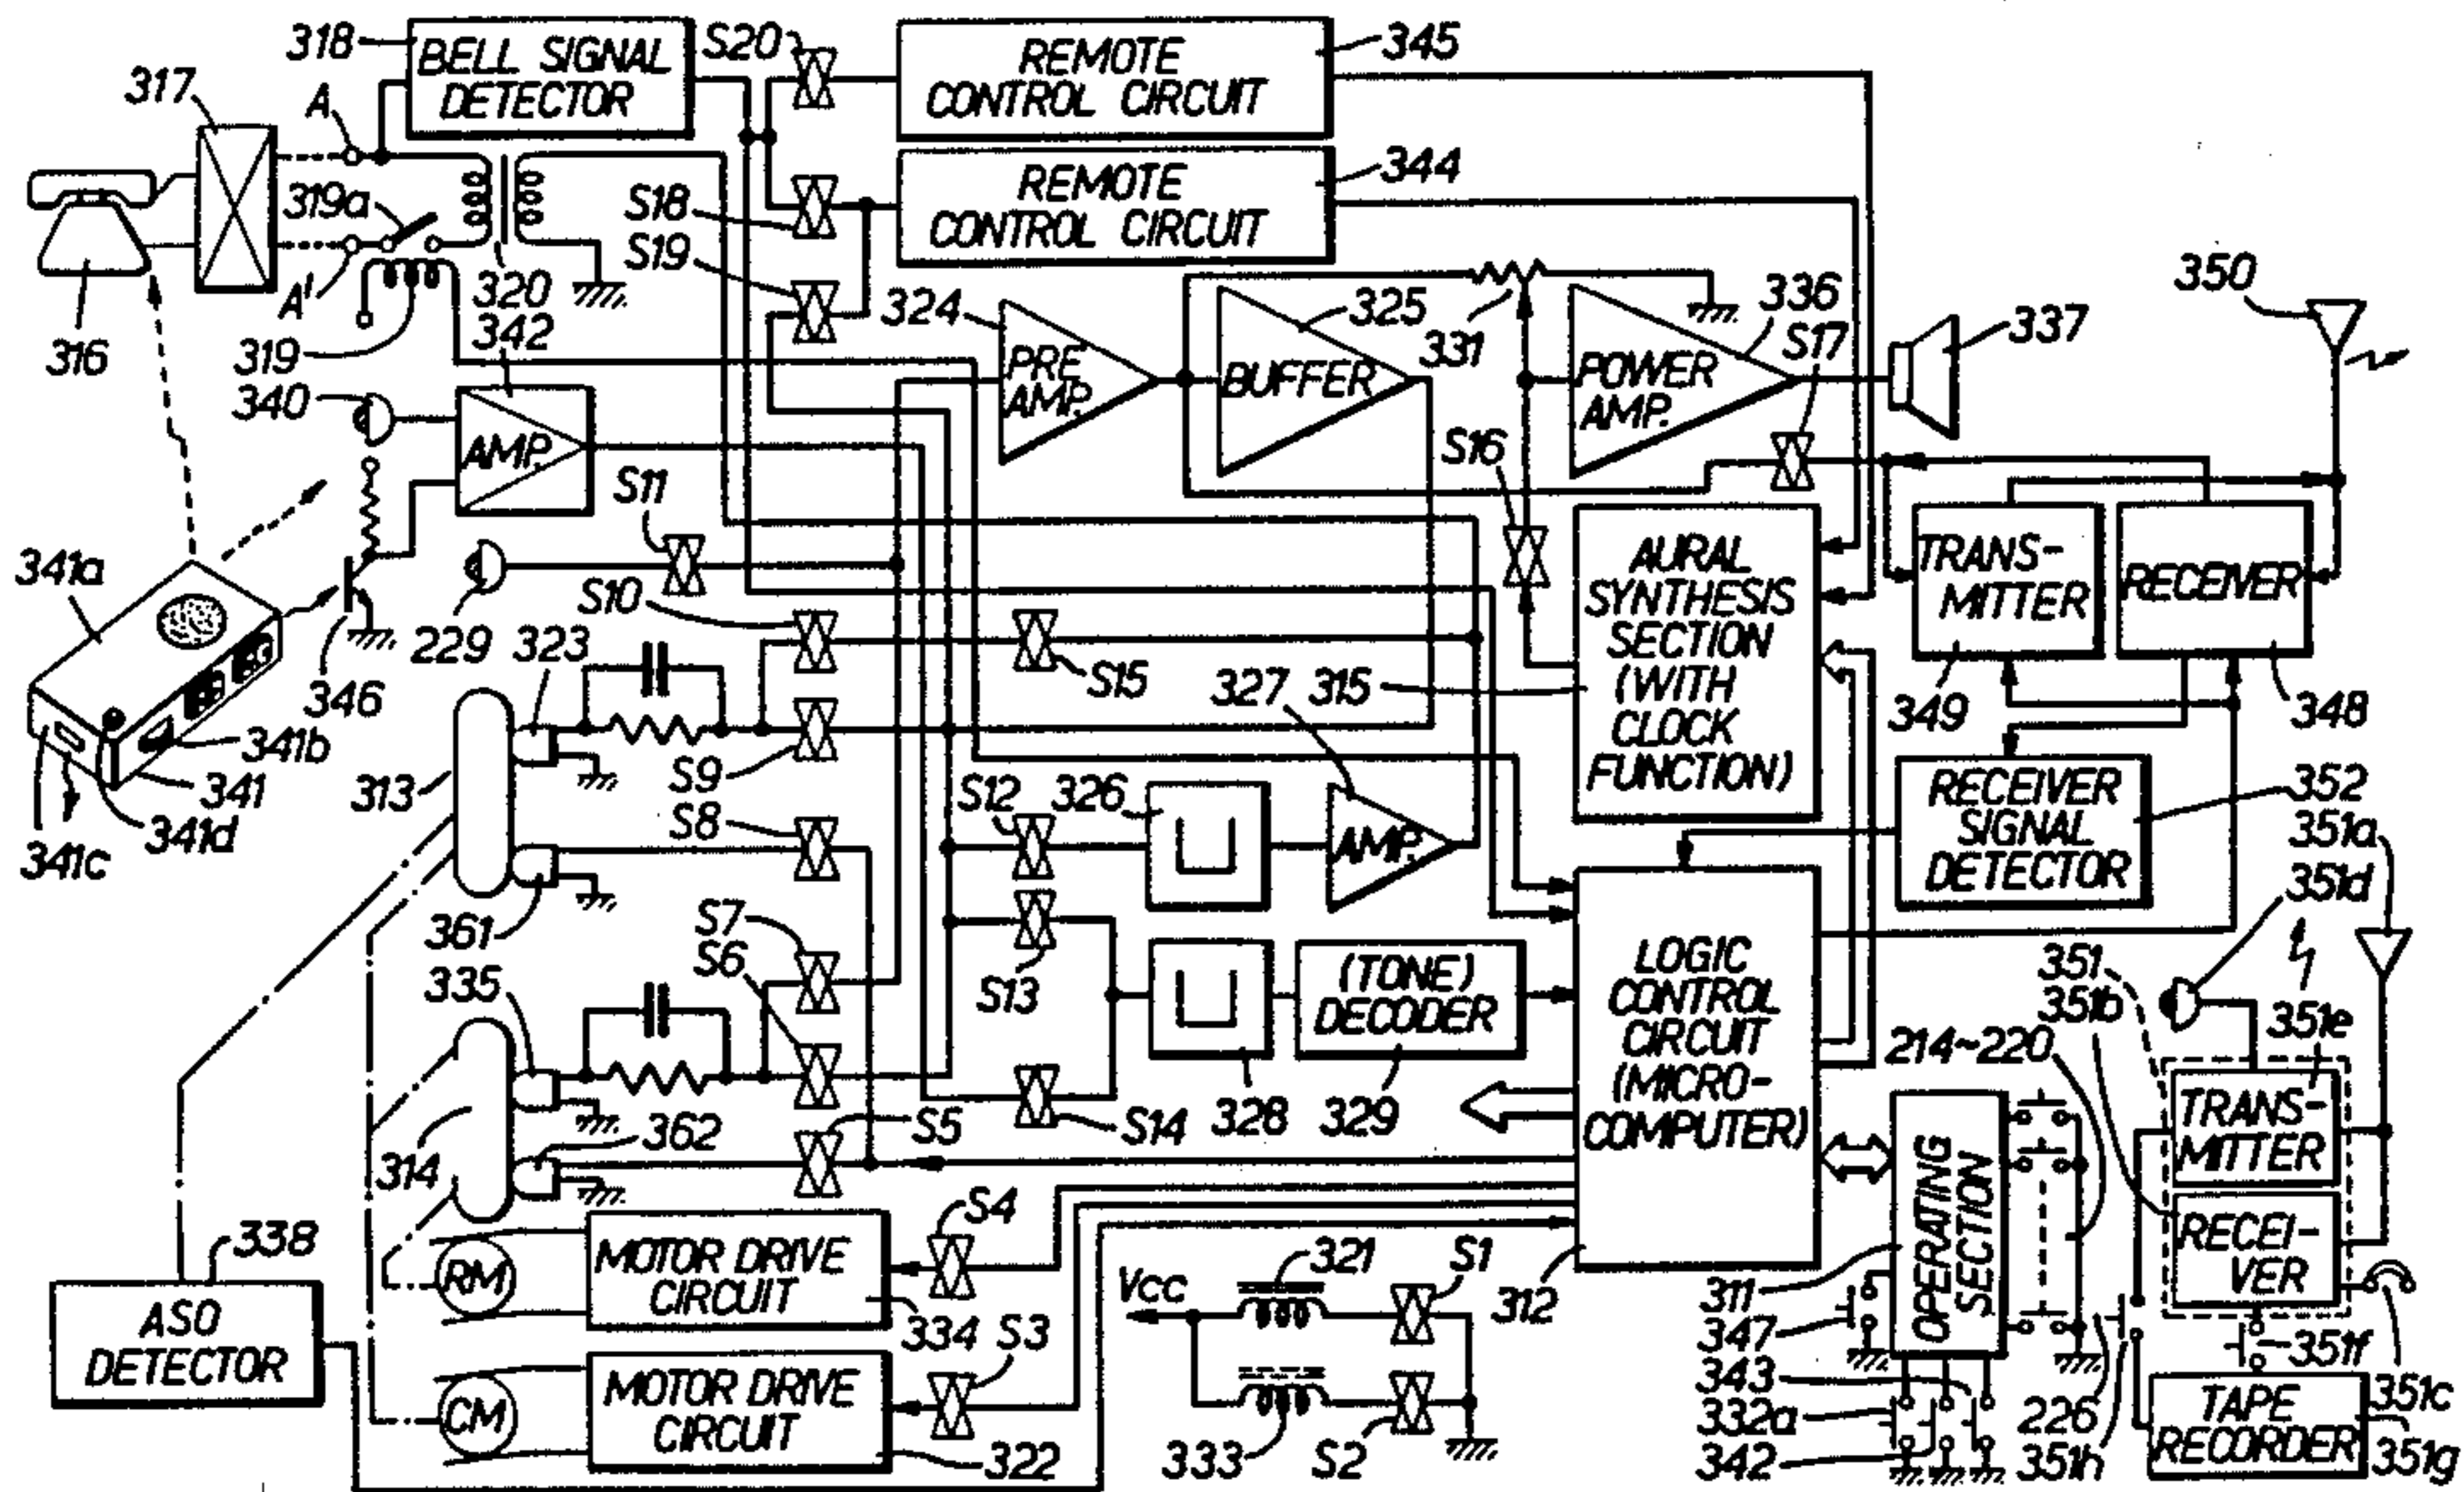 318
BELL SIGNAL
DETECTOR
S20
REMOTE
CONTROL CIRCUIT
345
317
A
319a
A'
316
319
320
342
S18
S19
REMOTE
CONTROL CIRCUIT
344
324
PRE
AMP.
325
BUFFER
331
336
POWER
AMP.
S17
337
350
340
AMP.
S11
S16
341a
229
346
341b
341
341d
341c
S10
323
313
S9
S15
327
315
AURAL
SYNTHESIS
SECTION
(WITH
CLOCK
FUNCTION)
TRANS-
MITTER
349
RECEIVER
348
S8
361
S12
326
AMP.
RECEIVER
SIGNAL
DETECTOR
352
351a
351d
S7
S6
335
S13
328
(TONE)
DECODER
329
LOGIC
CONTROL
CIRCUIT
(MICRO-
COMPUTER)
312
351
351b
351e
214~220
314
362
S5
S14
OPERATING
SECTION
311
TRANS-
MITTER
RECEI-
VER
338
ASO
DETECTOR
RM
MOTOR DRIVE
CIRCUIT
334
S4
CM
MOTOR DRIVE
CIRCUIT
322
S3
Vcc
321
S1
333
S2
347
343
332a
342
226
351h
351f
351c
TAPE
RECORDER
351g